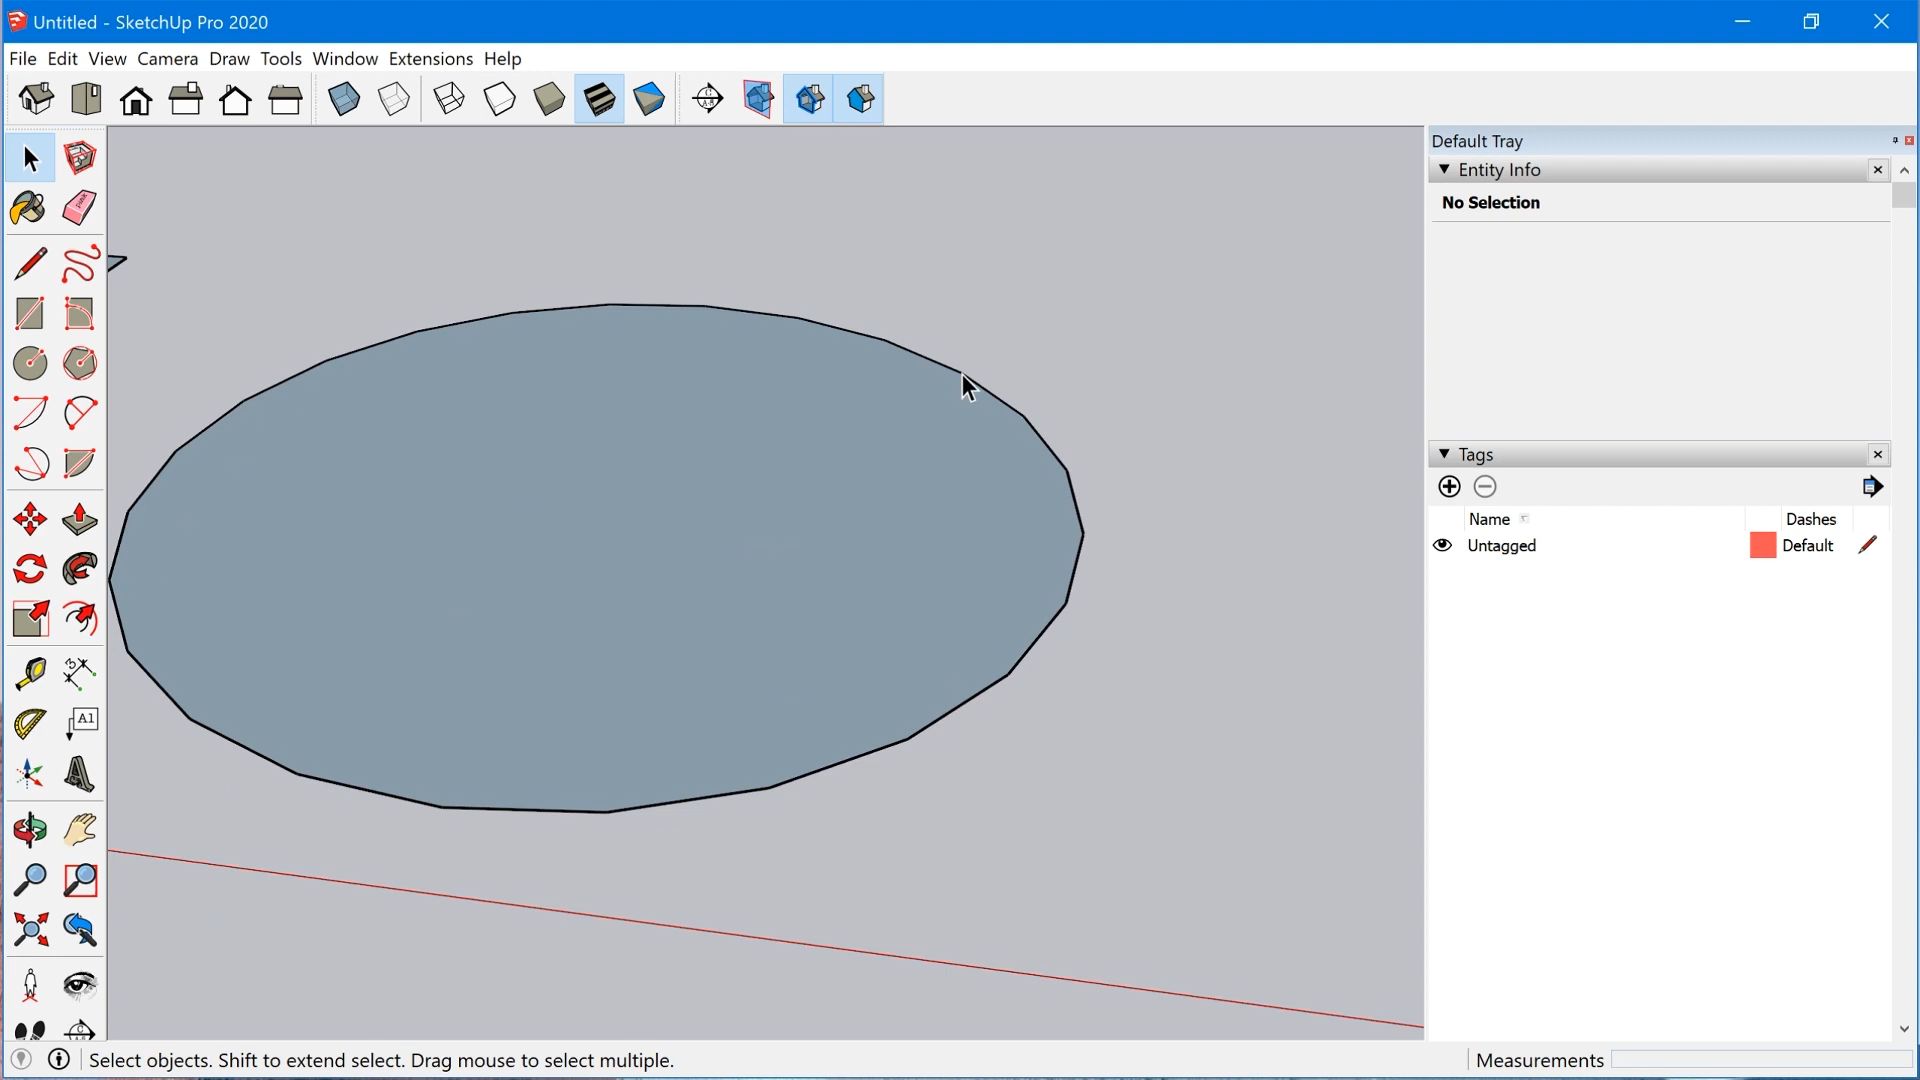 Untitled - SketchUp Pro 2020
File Edit View Camera Draw Tools Window Extensions Help
Default Tray
Entity Info
No Selection
Tags
Name Dashes
Untagged Default
A1
Select objects. Shift to extend select. Drag mouse to select multiple.
Measurements